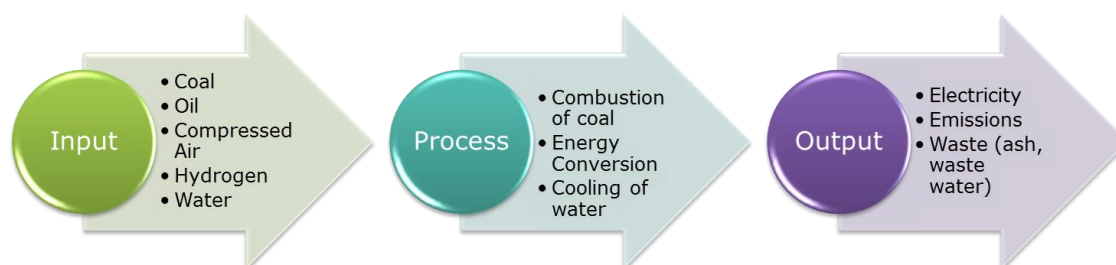 Input
• Coal
• Oil
• Compressed
Air
• Hydrogen
• Water
Process
• Combustion
of coal
• Energy
Conversion
• Cooling of
water
Output
• Electricity
• Emissions
• Waste (ash,
waste
water)